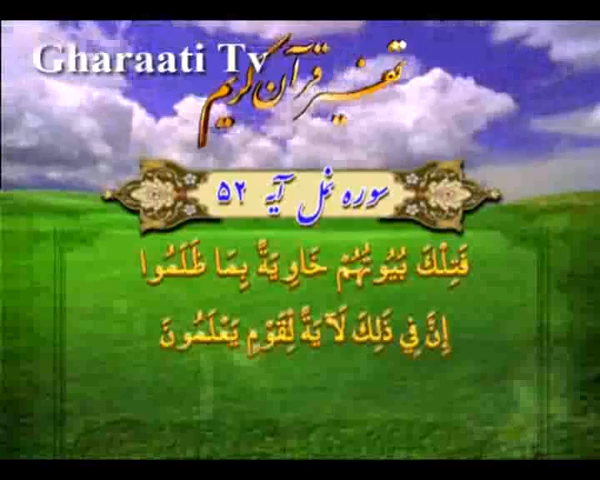 Gharaati Tv
تفسیر قرآن کریم
سوره نمل آیه ۵۲
فَتِلْكَ بُيُوتُهُمْ خَاوِيَةً بِمَا ظَلَمُوا
إِنَّ فِي ذَلِكَ لَآيَةً لِّقَوْمٍ يَعْلَمُونَ